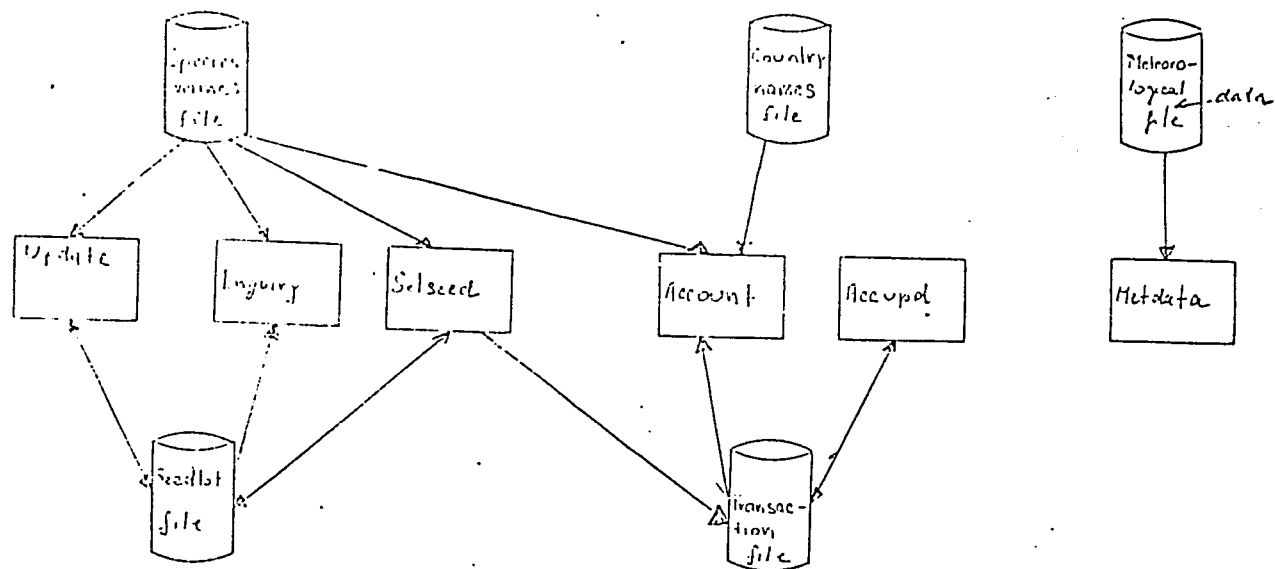 Species
names
file
Country
names
file
Meteoro-
logical
file
data
Update
Inquiry
Selseed
Account
Accupd.
Metdata
Seedlot
file
Transac-
tion
file